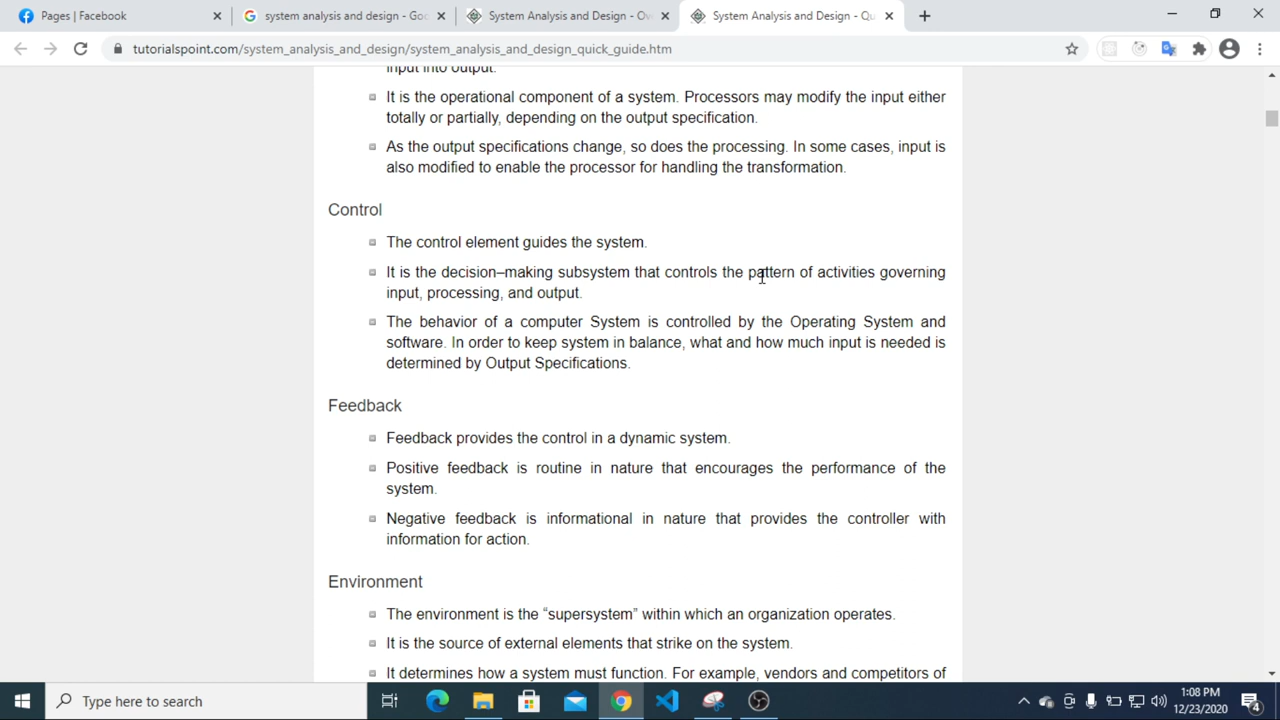 Pages | Facebook
system analysis and design - Goo
System Analysis and Design - Ov
System Analysis and Design - Qu
tutorialspoint.com/system_analysis_and_design/system_analysis_and_design_quick_guide.htm
input into output.
It is the operational component of a system. Processors may modify the input either
totally or partially, depending on the output specification.
As the output specifications change, so does the processing. In some cases, input is
also modified to enable the processor for handling the transformation.
Control
The control element guides the system.
It is the decision–making subsystem that controls the pattern of activities governing
input, processing, and output.
The behavior of a computer System is controlled by the Operating System and
software. In order to keep system in balance, what and how much input is needed is
determined by Output Specifications.
Feedback
Feedback provides the control in a dynamic system.
Positive feedback is routine in nature that encourages the performance of the
system.
Negative feedback is informational in nature that provides the controller with
information for action.
Environment
The environment is the “supersystem” within which an organization operates.
It is the source of external elements that strike on the system.
It determines how a system must function. For example, vendors and competitors of
Type here to search
1:08 PM
12/23/2020
4